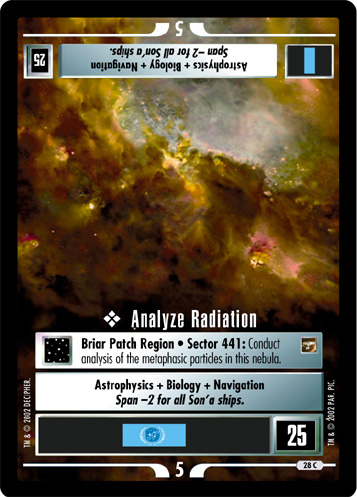 5
25
Astrophysics + Biology + Navigation
Span –2 for all Son'a ships.
❖ Analyze Radiation
Briar Patch Region • Sector 441: Conduct
analysis of the metaphasic particles in this nebula.
Astrophysics + Biology + Navigation
Span –2 for all Son'a ships.
25
TM & © 2002 DECIPHER.
TM & © 2002 PAR. PIC.
5
28 C